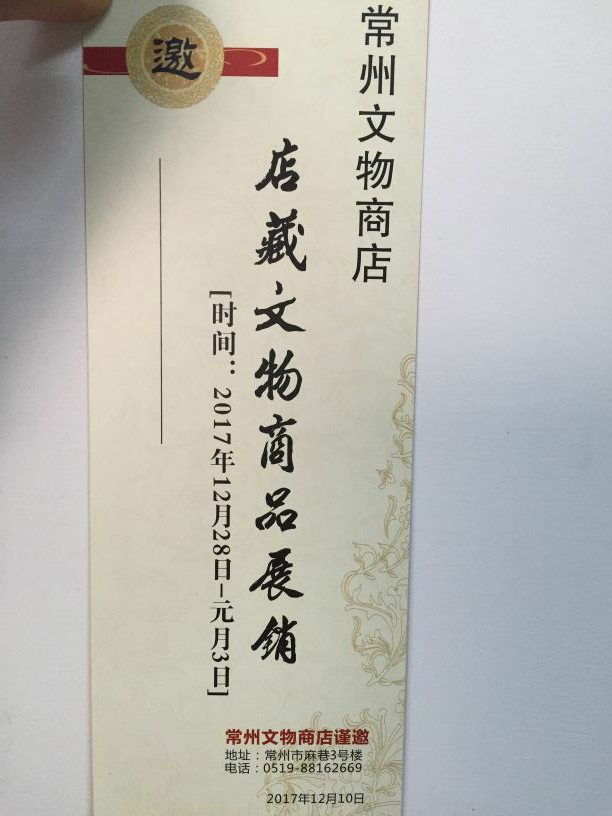 常州文物商店
店藏文物商品展销
[时间：2017年12月28日-元月3日]
邀
常州文物商店谨邀
地址：常州市麻巷3号楼
电话：0519-88162669
2017年12月10日